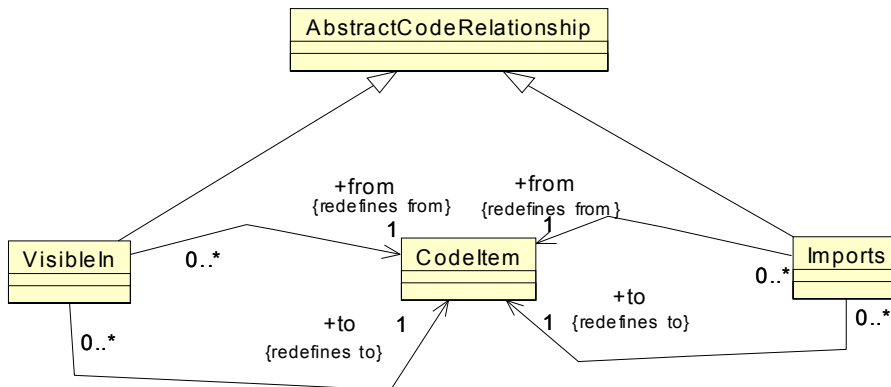 AbstractCodeRelationship
+from
{redefines from}
1
+from
{redefines from}
1
VisibleIn
0..*
CodeItem
Imports
0..*
0..*
+to
{redefines to}
1
+to
{redefines to}
1
0..*